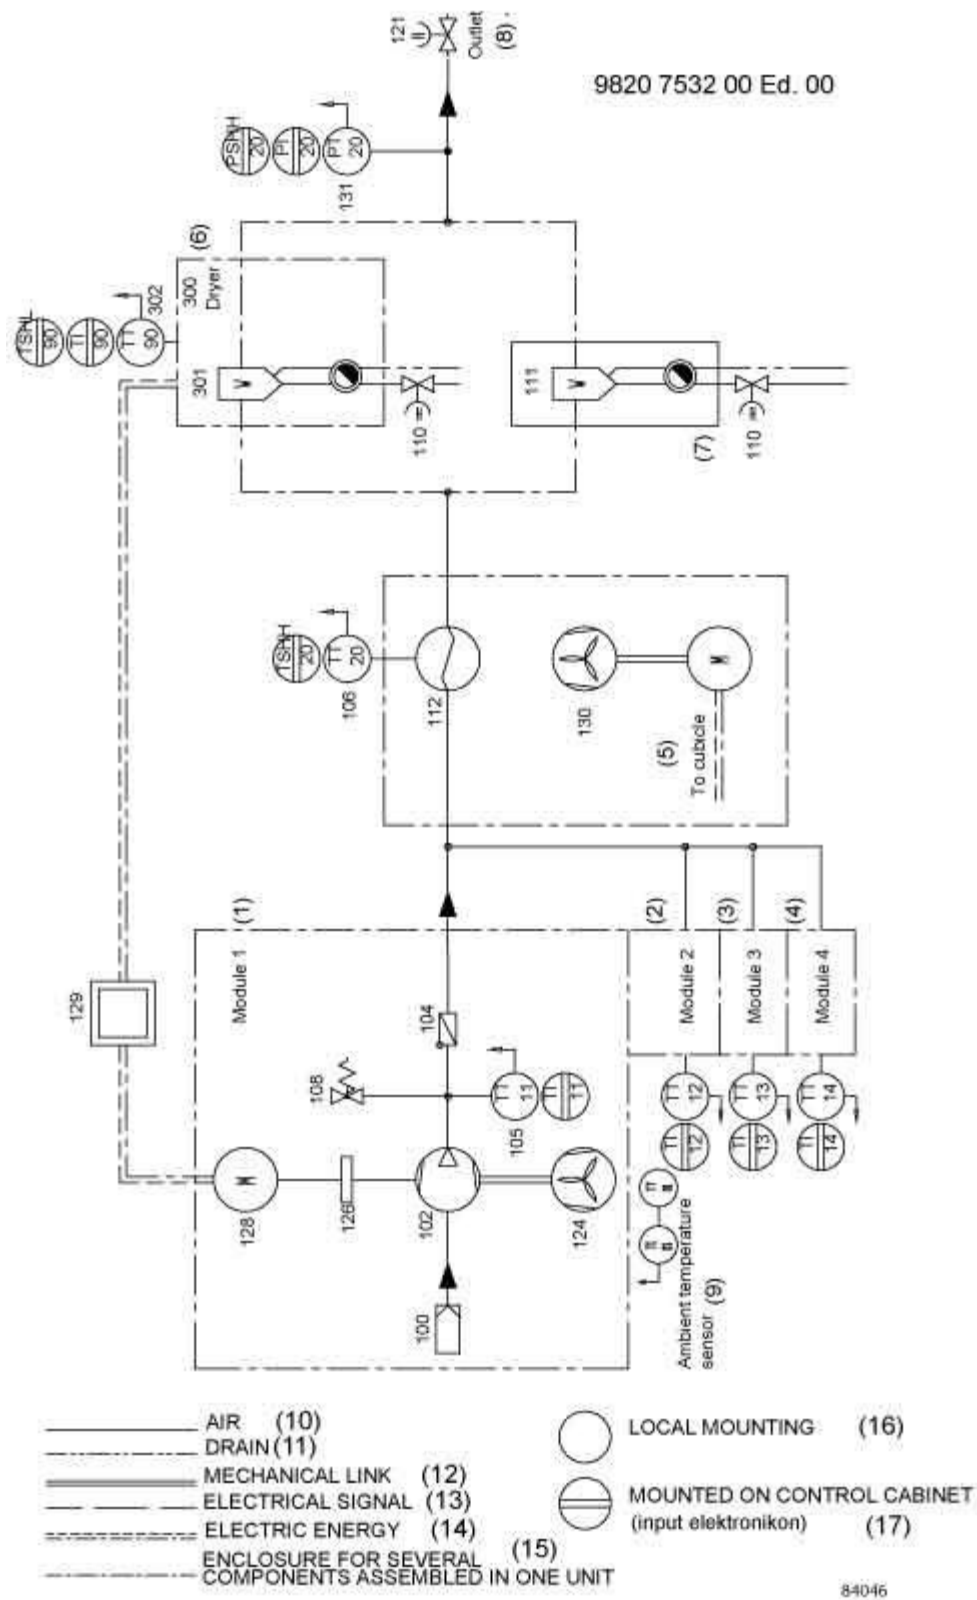 121
Outlet
(8)
9820 7532 00 Ed. 00
20
PI
20
PT
20
131
(6)
300
Dryer
302
90
TI
90
TT
90
301
110
111
110
(7)
20
TT
20
106
112
130
(5)
To cubicle
129
Module 1
(1)
104
108
TT
11
TI
11
105
M
128
126
102
124
100
(2)
Module 2
(3)
Module 3
(4)
Module 4
TT
12
TT
13
TT
14
TI
12
TI
13
TI
14
Ambient temperature
sensor (9)
AIR (10)
DRAIN (11)
MECHANICAL LINK (12)
ELECTRICAL SIGNAL (13)
ELECTRIC ENERGY (14)
ENCLOSURE FOR SEVERAL (15)
COMPONENTS ASSEMBLED IN ONE UNIT
LOCAL MOUNTING (16)
MOUNTED ON CONTROL CABINET
(input elektronikon) (17)
84046